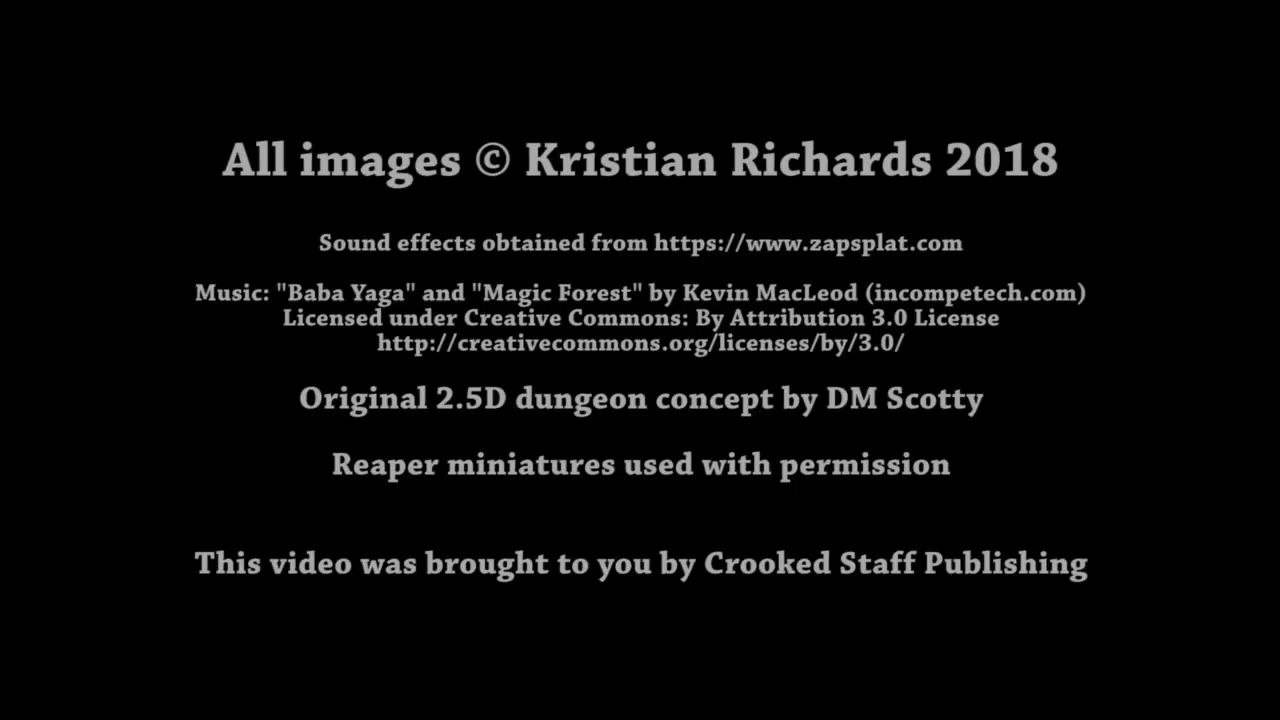 All images © Kristian Richards 2018
Sound effects obtained from https://www.zapsplat.com
Music: "Baba Yaga" and "Magic Forest" by Kevin MacLeod (incompetech.com)
Licensed under Creative Commons: By Attribution 3.0 License
http://creativecommons.org/licenses/by/3.0/
Original 2.5D dungeon concept by DM Scotty
Reaper miniatures used with permission
This video was brought to you by Crooked Staff Publishing